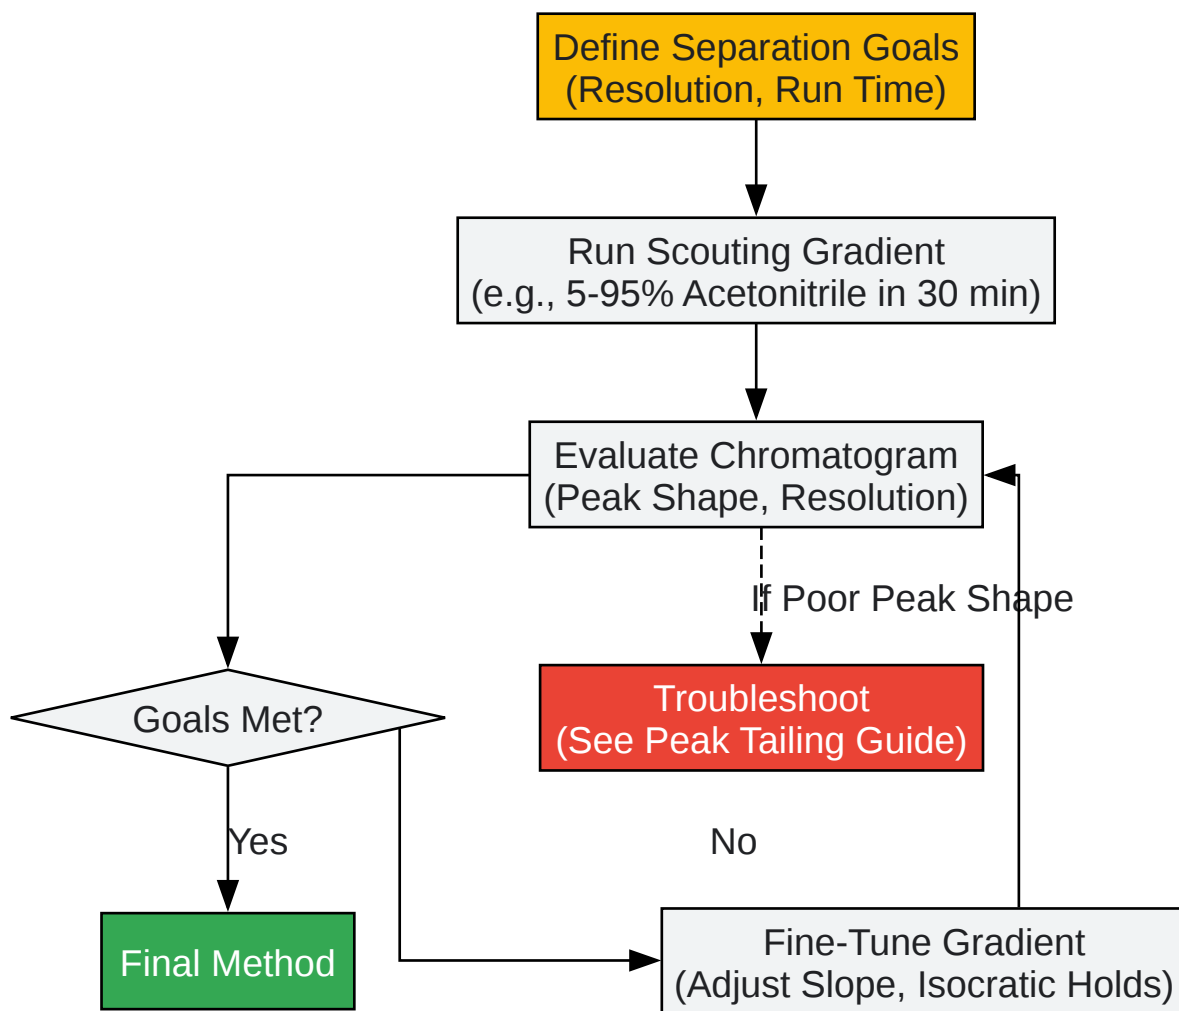 Define Separation Goals
(Resolution, Run Time)
Run Scouting Gradient
(e.g., 5-95% Acetonitrile in 30 min)
Evaluate Chromatogram
(Peak Shape, Resolution)
If Poor Peak Shape
Goals Met?
Troubleshoot
(See Peak Tailing Guide)
Yes
No
Final Method
Fine-Tune Gradient
(Adjust Slope, Isocratic Holds)